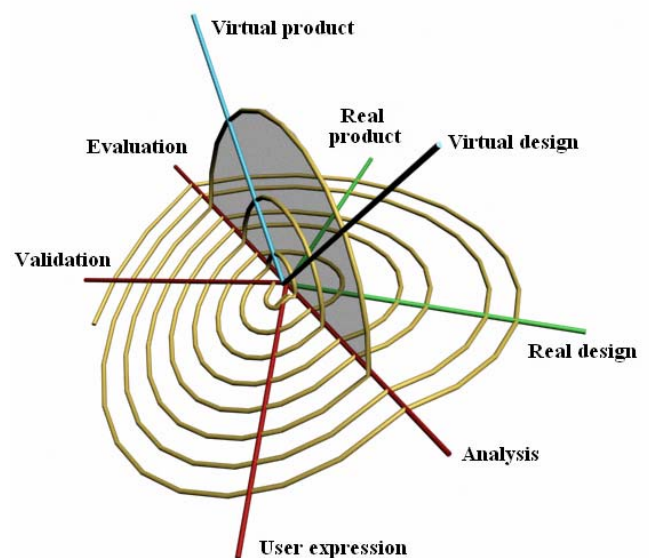 Virtual product
Real
product
Virtual design
Evaluation
Validation
Real design
Analysis
User expression